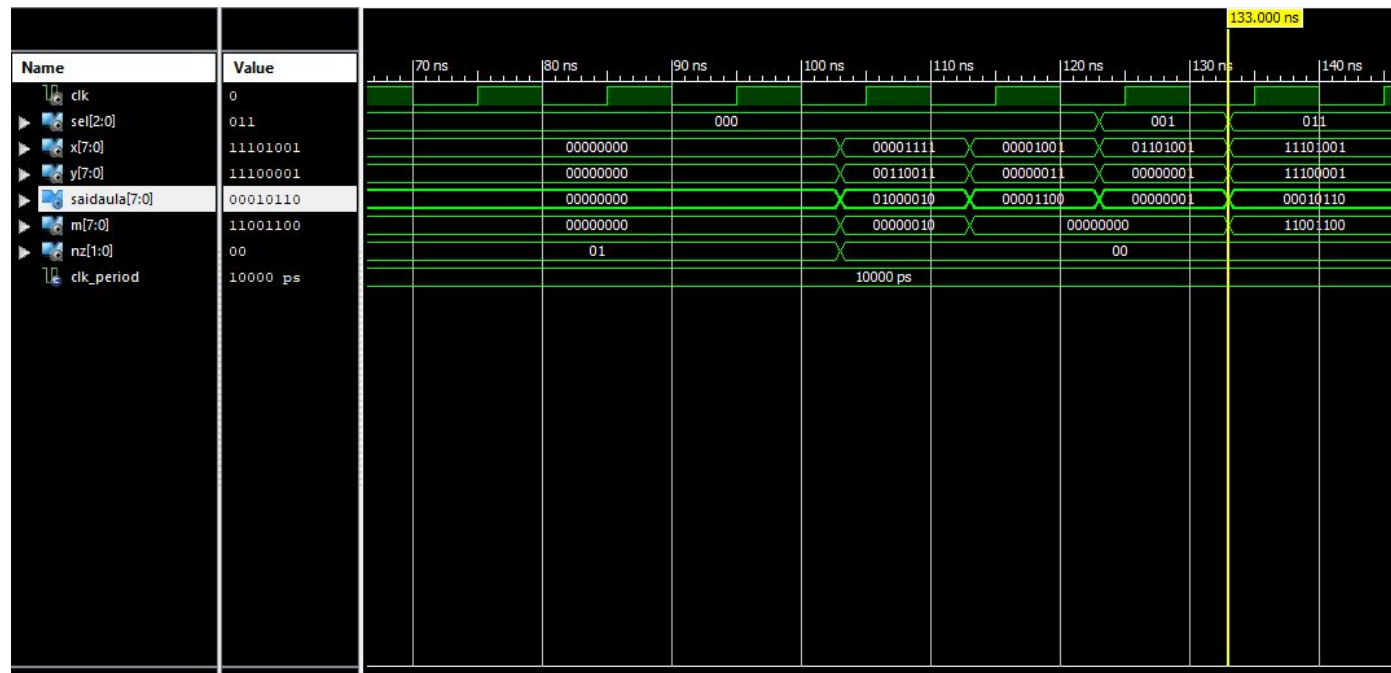 133.000 ns
Name Value 70 ns 80 ns 90 ns 100 ns 110 ns 120 ns 130 ns 140 ns
clk 0
sel[2:0] 011 000 001 011
x[7:0] 11101001 00000000 00001111 00001001 01101001 11101001
y[7:0] 11100001 00000000 00110011 00000011 00000001 11100001
saidaula[7:0] 00010110 00000000 01000010 00001100 00000001 00010110
m[7:0] 11001100 00000000 00000010 00000000 11001100
nz[1:0] 00 01 00
clk_period 10000 ps 10000 ps